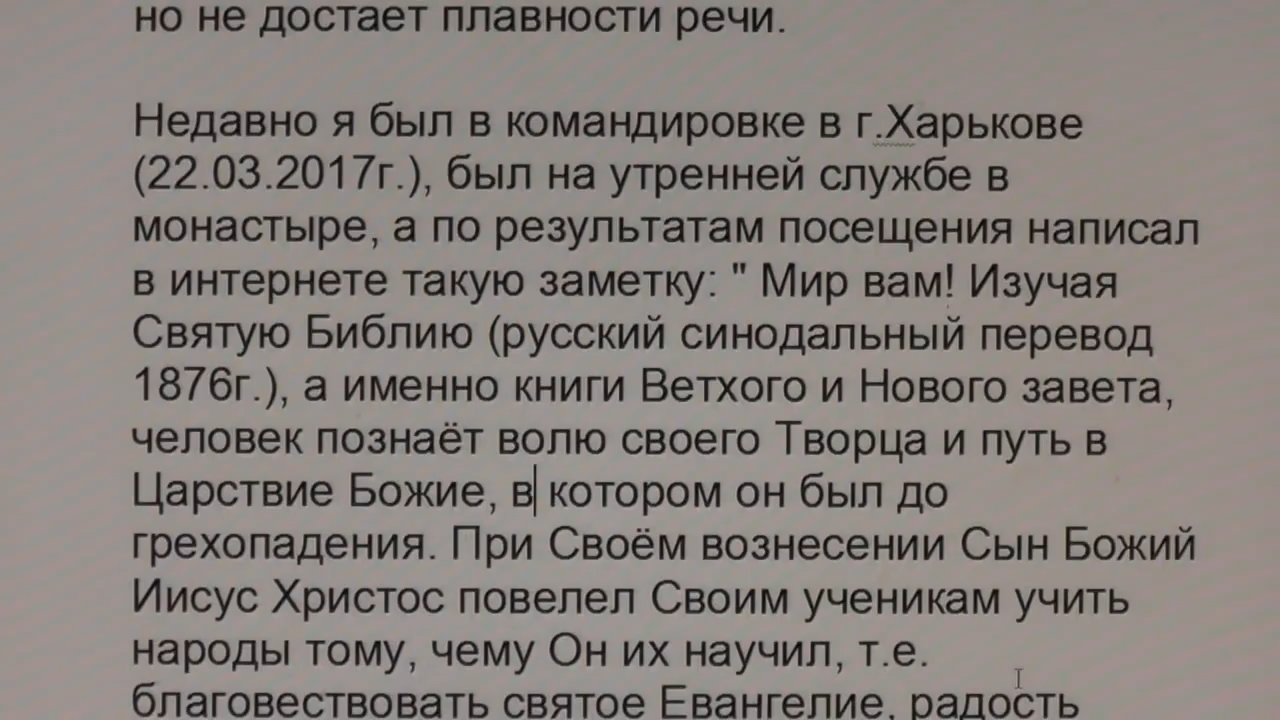 но не достает плавности речи.
Недавно я был в командировке в г.Харькове
(22.03.2017г.), был на утренней службе в
монастыре, а по результатам посещения написал
в интернете такую заметку: " Мир вам! Изучая
Святую Библию (русский синодальный перевод
1876г.), а именно книги Ветхого и Нового завета,
человек познаёт волю своего Творца и путь в
Царствие Божие, в котором он был до
грехопадения. При Своём вознесении Сын Божий
Иисус Христос повелел Своим ученикам учить
народы тому, чему Он их научил, т.е.
благовествовать святое Евангелие, радость